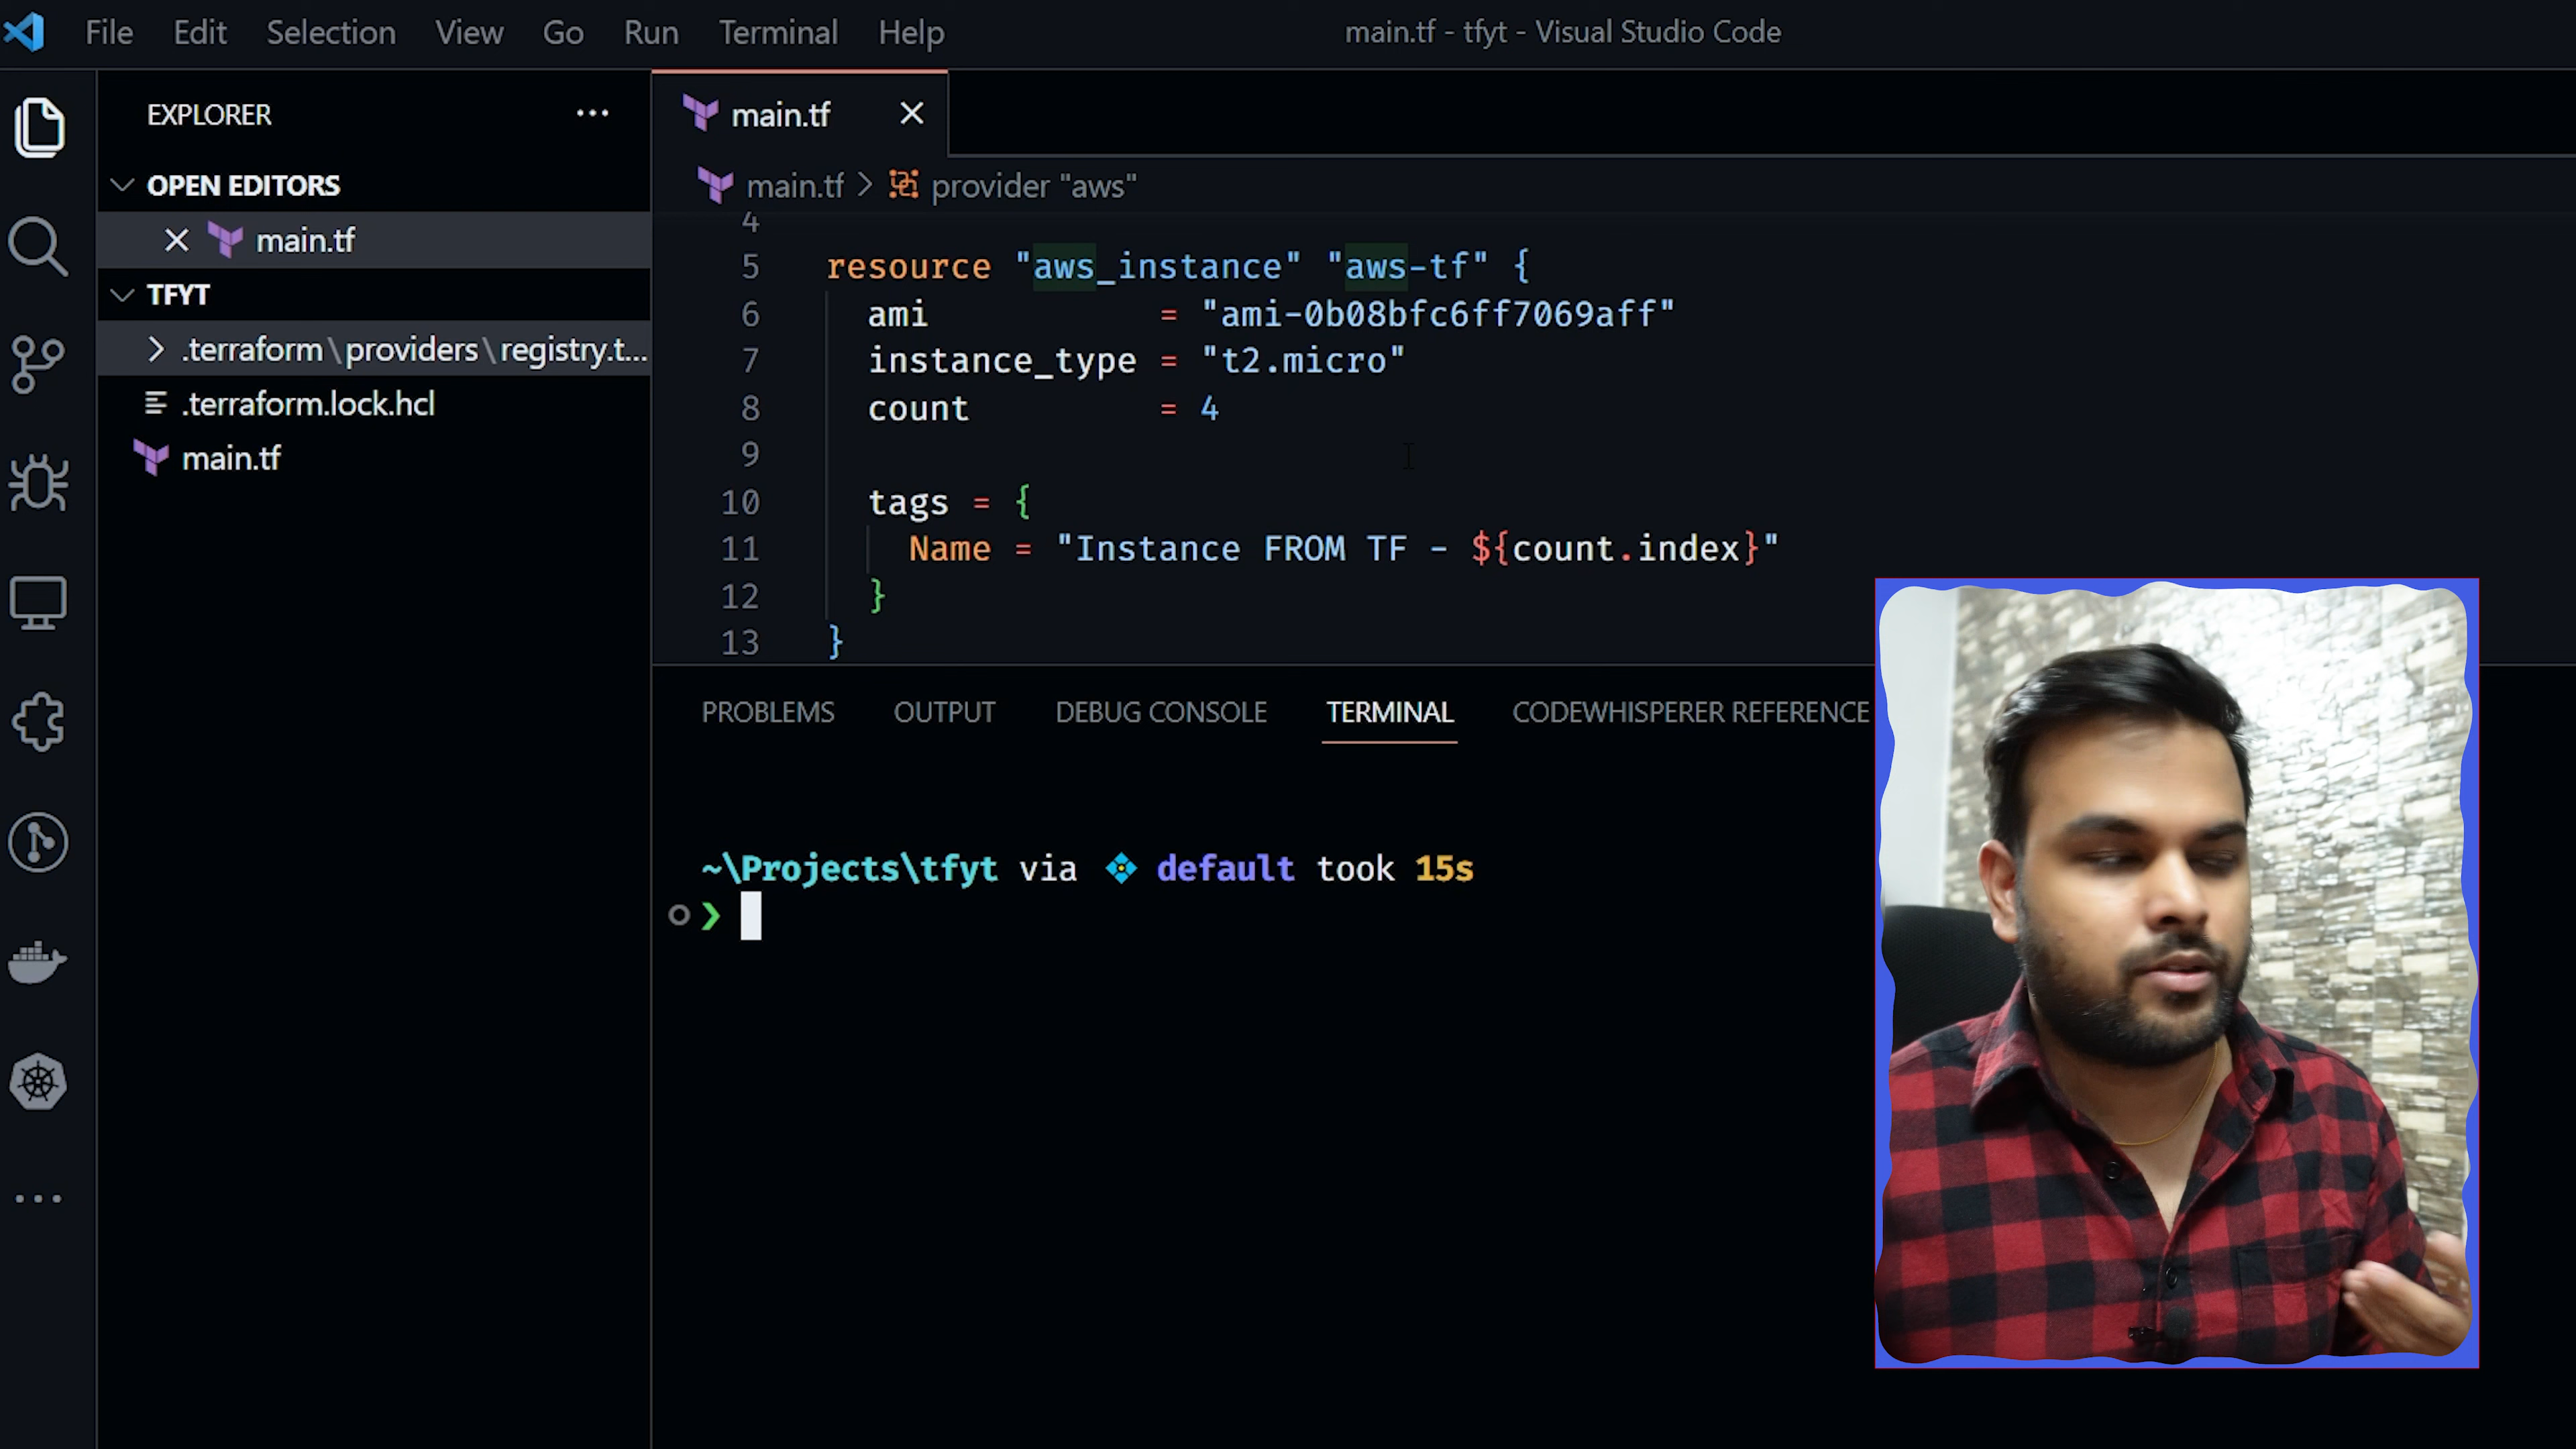 File Edit Selection View Go Run Terminal Help
main.tf - tfyt - Visual Studio Code
EXPLORER
OPEN EDITORS
main.tf
TFYT
.terraform\providers\registry.t...
.terraform.lock.hcl
main.tf
main.tf
main.tf > provider "aws"
4
5 resource "aws_instance" "aws-tf" {
6 ami = "ami-0b08bfc6ff7069aff"
7 instance_type = "t2.micro"
8 count = 4
9
10 tags = {
11 Name = "Instance FROM TF - ${count.index}"
12 }
13 }
PROBLEMS OUTPUT DEBUG CONSOLE TERMINAL CODEWHISPERER REFERENCE
~\Projects\tfyt via default took 15s
❯